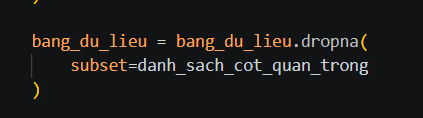 bang_du_lieu = bang_du_lieu.dropna(
    subset=danh_sach_cot_quan_trong
)